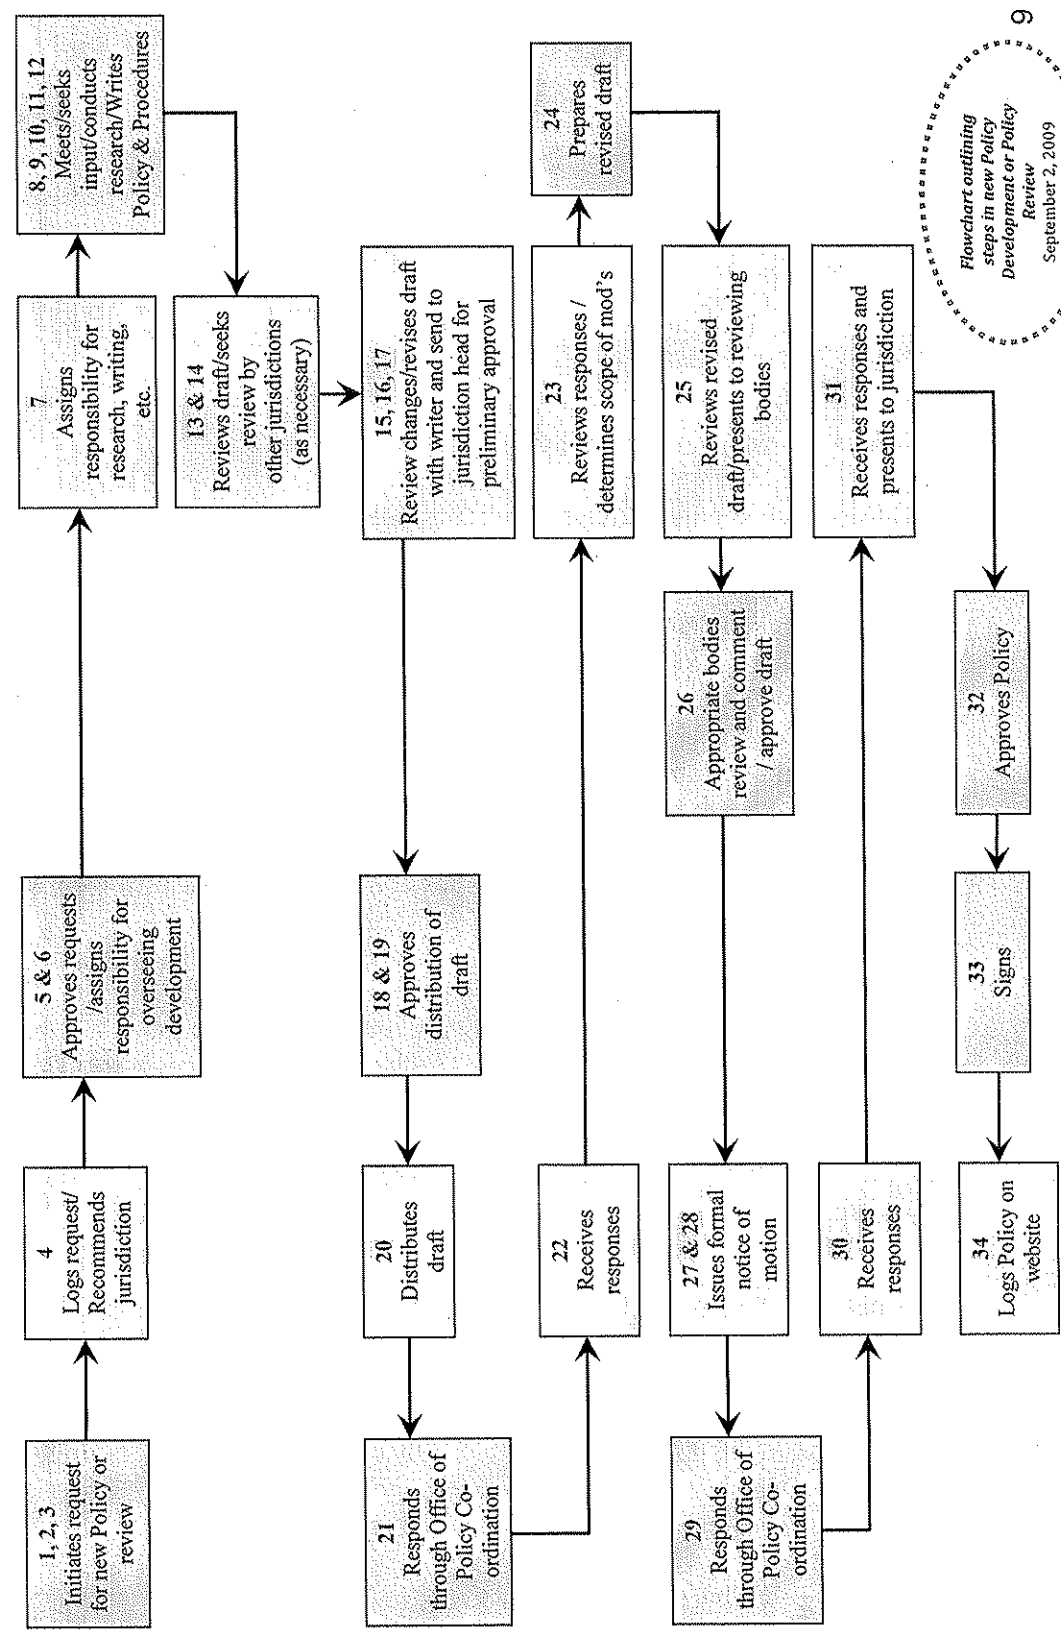 1, 2, 3
Initiates request
for new Policy or
review
4
Logs request/
Recommends
jurisdiction
5 & 6
Approves requests
/assigns
responsibility for
overseeing
development
7
Assigns
responsibility for
research, writing,
etc.
8, 9, 10, 11, 12
Meets/seeks
input/conducts
research/Writes
Policy & Procedures
13 & 14
Reviews draft/seeks
review by
other jurisdictions
(as necessary)
15, 16, 17
Review changes/revises draft
with writer and send to
jurisdiction head for
preliminary approval
18 & 19
Approves
distribution of
draft
20
Distributes
draft
21
Responds
through Office of
Policy Co-
ordination
22
Receives
responses
23
Reviews responses /
determines scope of mod's
24
Prepares
revised draft
25
Reviews revised
draft/presents to reviewing
bodies
26
Appropriate bodies
review and comment
/ approve draft
27 & 28
Issues formal
notice of
motion
29
Responds
through Office of
Policy Co-
ordination
30
Receives
responses
31
Receives responses and
presents to jurisdiction
32
Approves Policy
33
Signs
34
Logs Policy on
website
Flowchart outlining
steps in new Policy
Development or Policy
Review
September 2, 2009
9